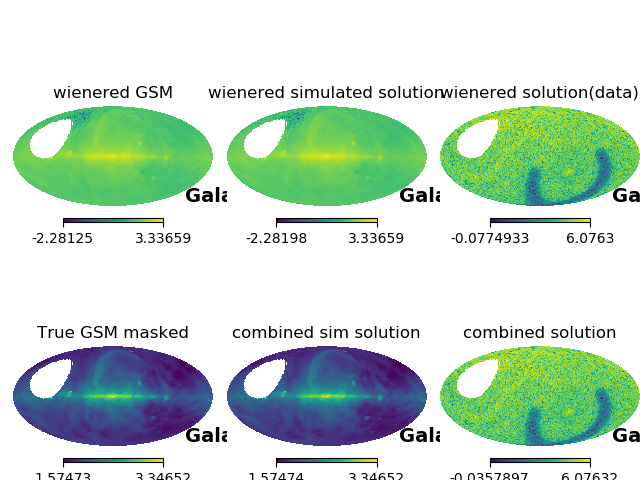 wienered GSM
wienered simulated solution
wienered solution(data)
Gala
Gala
Ga
-2.28125 3.33659
-2.28198 3.33659
-0.0774933 6.0763
True GSM masked
combined sim solution
combined solution
Gala
Gala
Ga
1.57473 3.34652
1.57474 3.34652
-0.0357897 6.07632